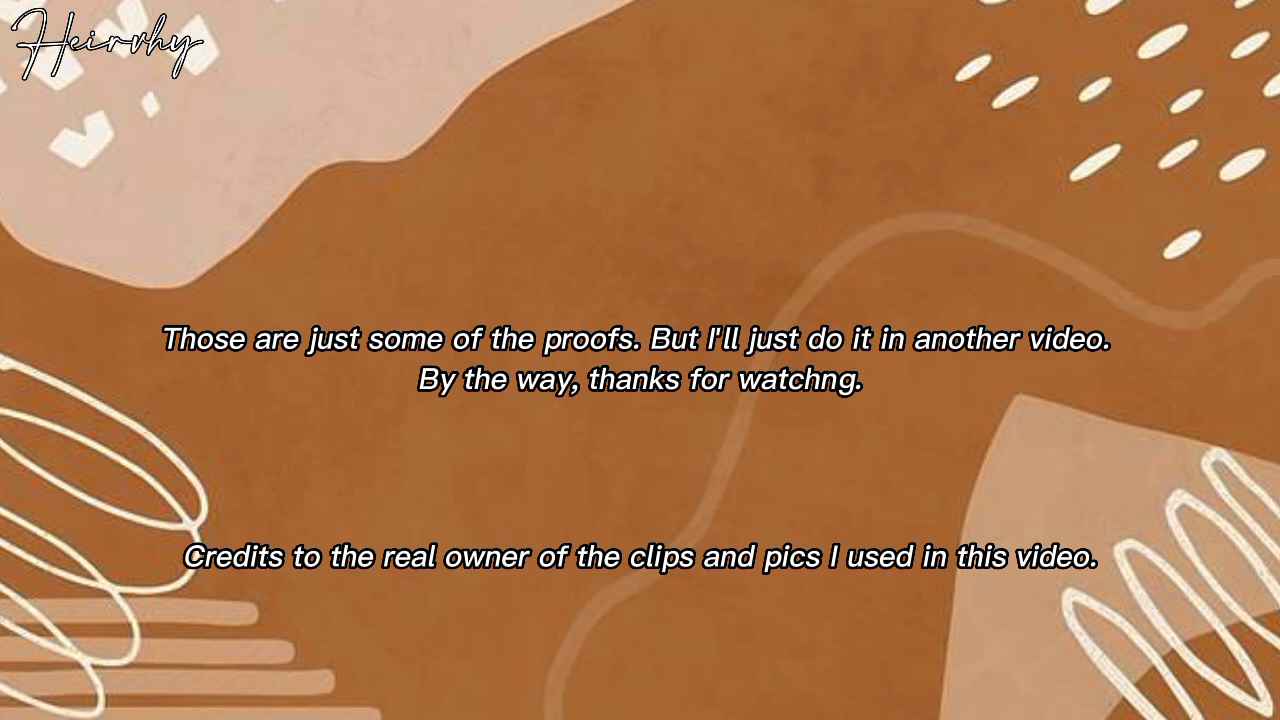 Heirvhy
Those are just some of the proofs. But I'll just do it in another video.
By the way, thanks for watchng.
Credits to the real owner of the clips and pics I used in this video.